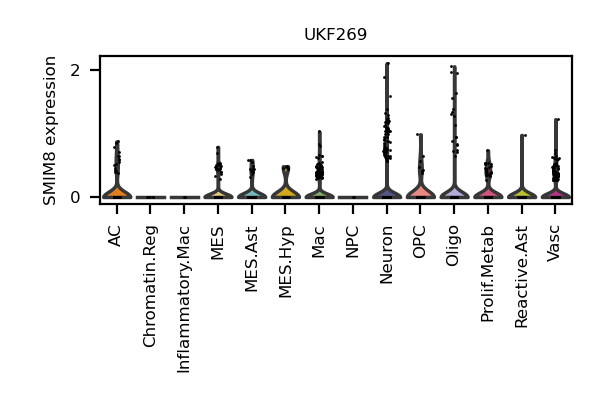 UKF269
SMIM8 expression
2
0
AC
Chromatin.Reg
Inflammatory.Mac
MES
MES.Ast
MES.Hyp
Mac
NPC
Neuron
OPC
Oligo
Prolif.Metab
Reactive.Ast
Vasc